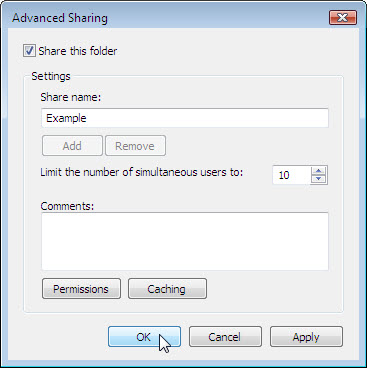 Advanced Sharing
Share this folder
Settings
Share name:
Example
Add Remove
Limit the number of simultaneous users to: 10
Comments:
Permissions Caching
OK Cancel Apply